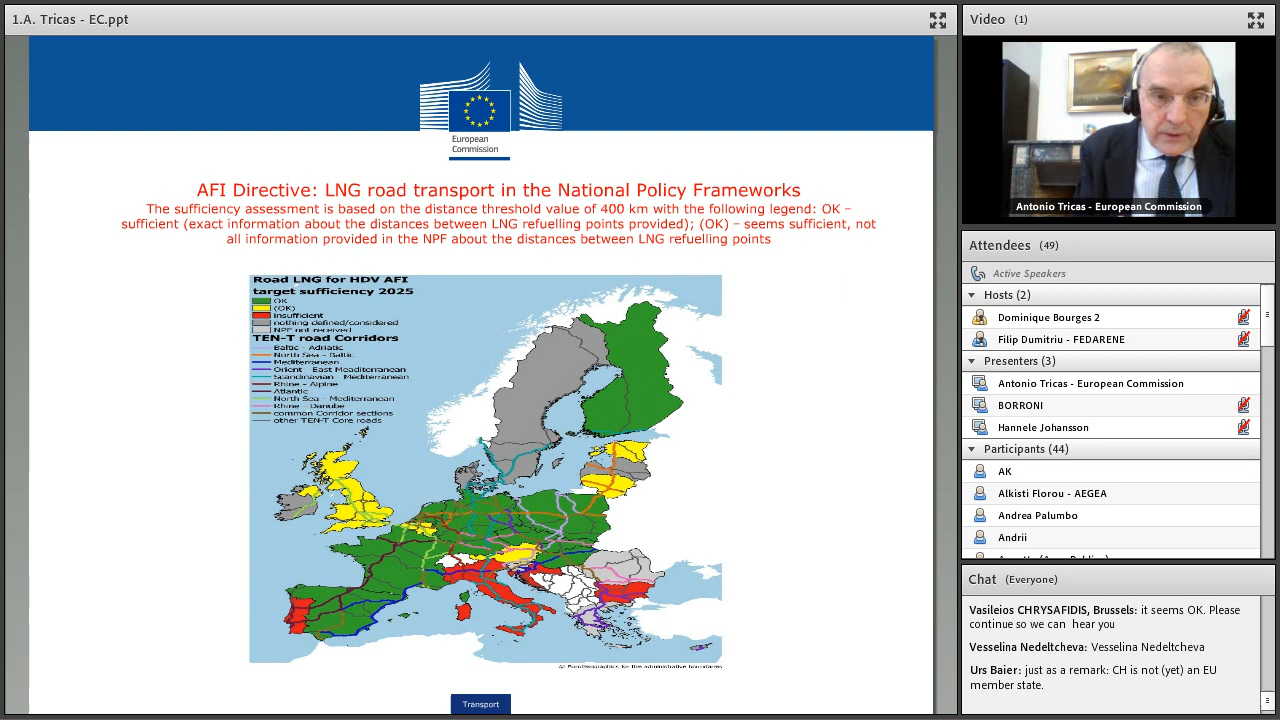 1.A. Tricas - EC.ppt
European
Commission
AFI Directive: LNG road transport in the National Policy Frameworks
The sufficiency assessment is based on the distance threshold value of 400 km with the following legend: OK –
sufficient (exact information about the distances between LNG refuelling points provided); (OK) – seems sufficient, not
all information provided in the NPF about the distances between LNG refuelling points
Road LNG for HDV AFI
target sufficiency 2025
OK
(OK)
insufficient
nothing defined/considered
NPF not received
TEN-T road Corridors
Baltic - Adriatic
North Sea - Baltic
Mediterranean
Orient - East Meaditerranean
Scandinavian - Mediterranean
Rhine - Alpine
Atlantic
North Sea - Mediterranean
Rhine - Danube
common Corridor sections
other TEN-T Core roads
© EuroGeographics for the administrative boundaries
Transport
Video (1)
Antonio Tricas - European Commission
Attendees (49)
Active Speakers
Hosts (2)
Dominique Bourges 2
Filip Dumitriu - FEDARENE
Presenters (3)
Antonio Tricas - European Commission
BORRONI
Hannele Johansson
Participants (44)
AK
Alkisti Florou - AEGEA
Andrea Palumbo
Andrii
Chat (Everyone)
Vasileios CHRYSAFIDIS, Brussels: it seems OK. Please
continue so we can hear you
Vesselina Nedeltcheva: Vesselina Nedeltcheva
Urs Baier: just as a remark: CH is not (yet) an EU
member state.